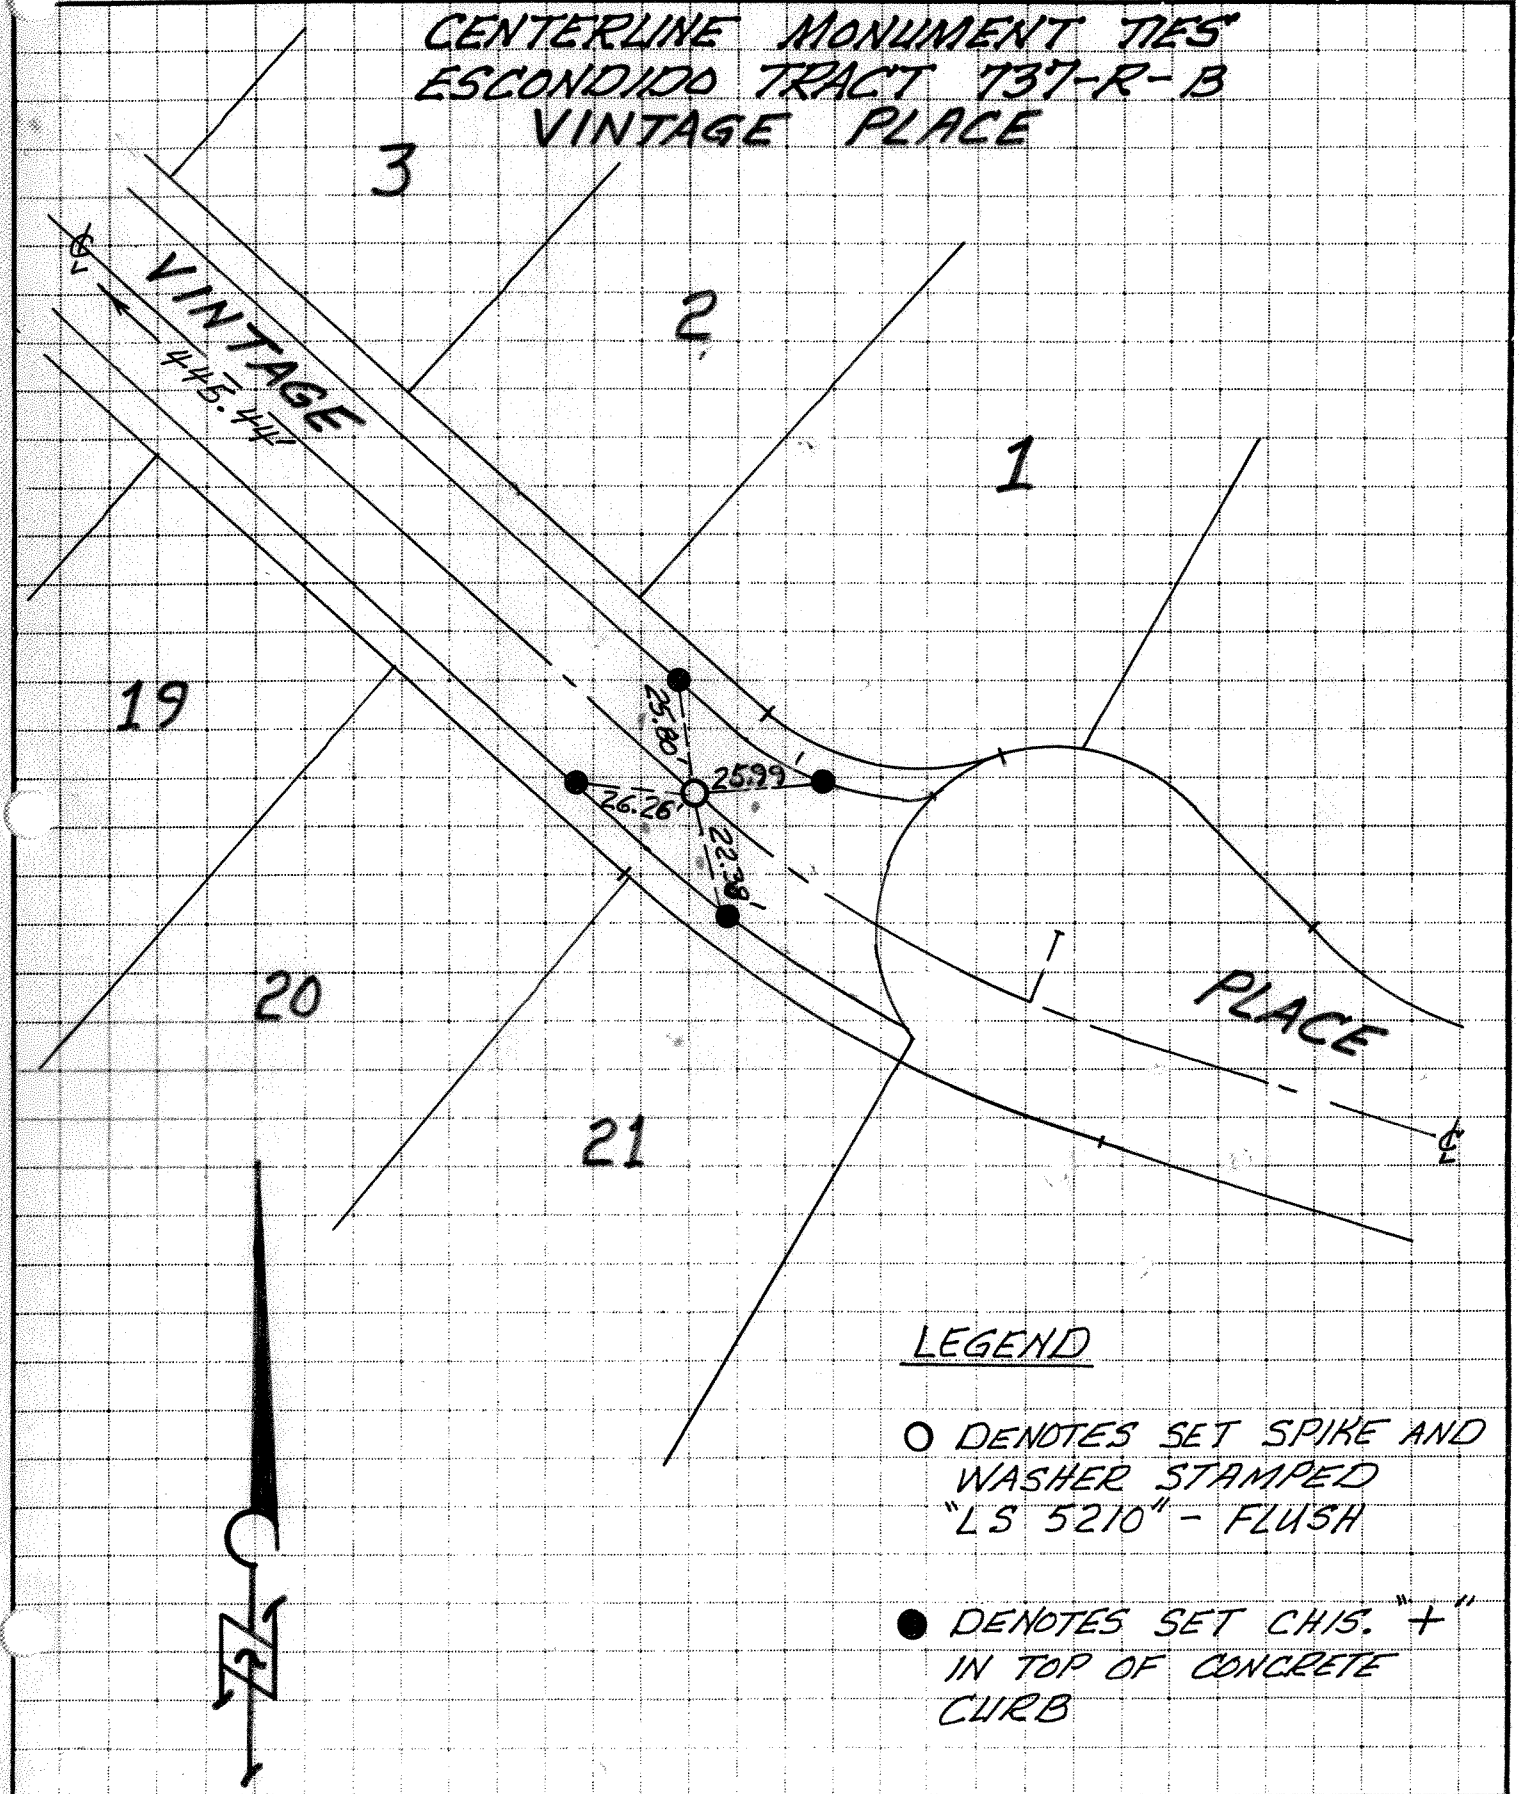 CENTERLINE MONUMENT TIES
ESCONDIDO TRACT 737-R-B
VINTAGE PLACE
3
℄
VINTAGE
445.44'
2
1
19
25.80'
25.99'
26.26'
22.38'
20
PLACE
℄
21
LEGEND
DENOTES SET SPIKE AND
WASHER STAMPED
"LS 5210" - FLUSH
DENOTES SET CHIS. "+"
IN TOP OF CONCRETE
CURB